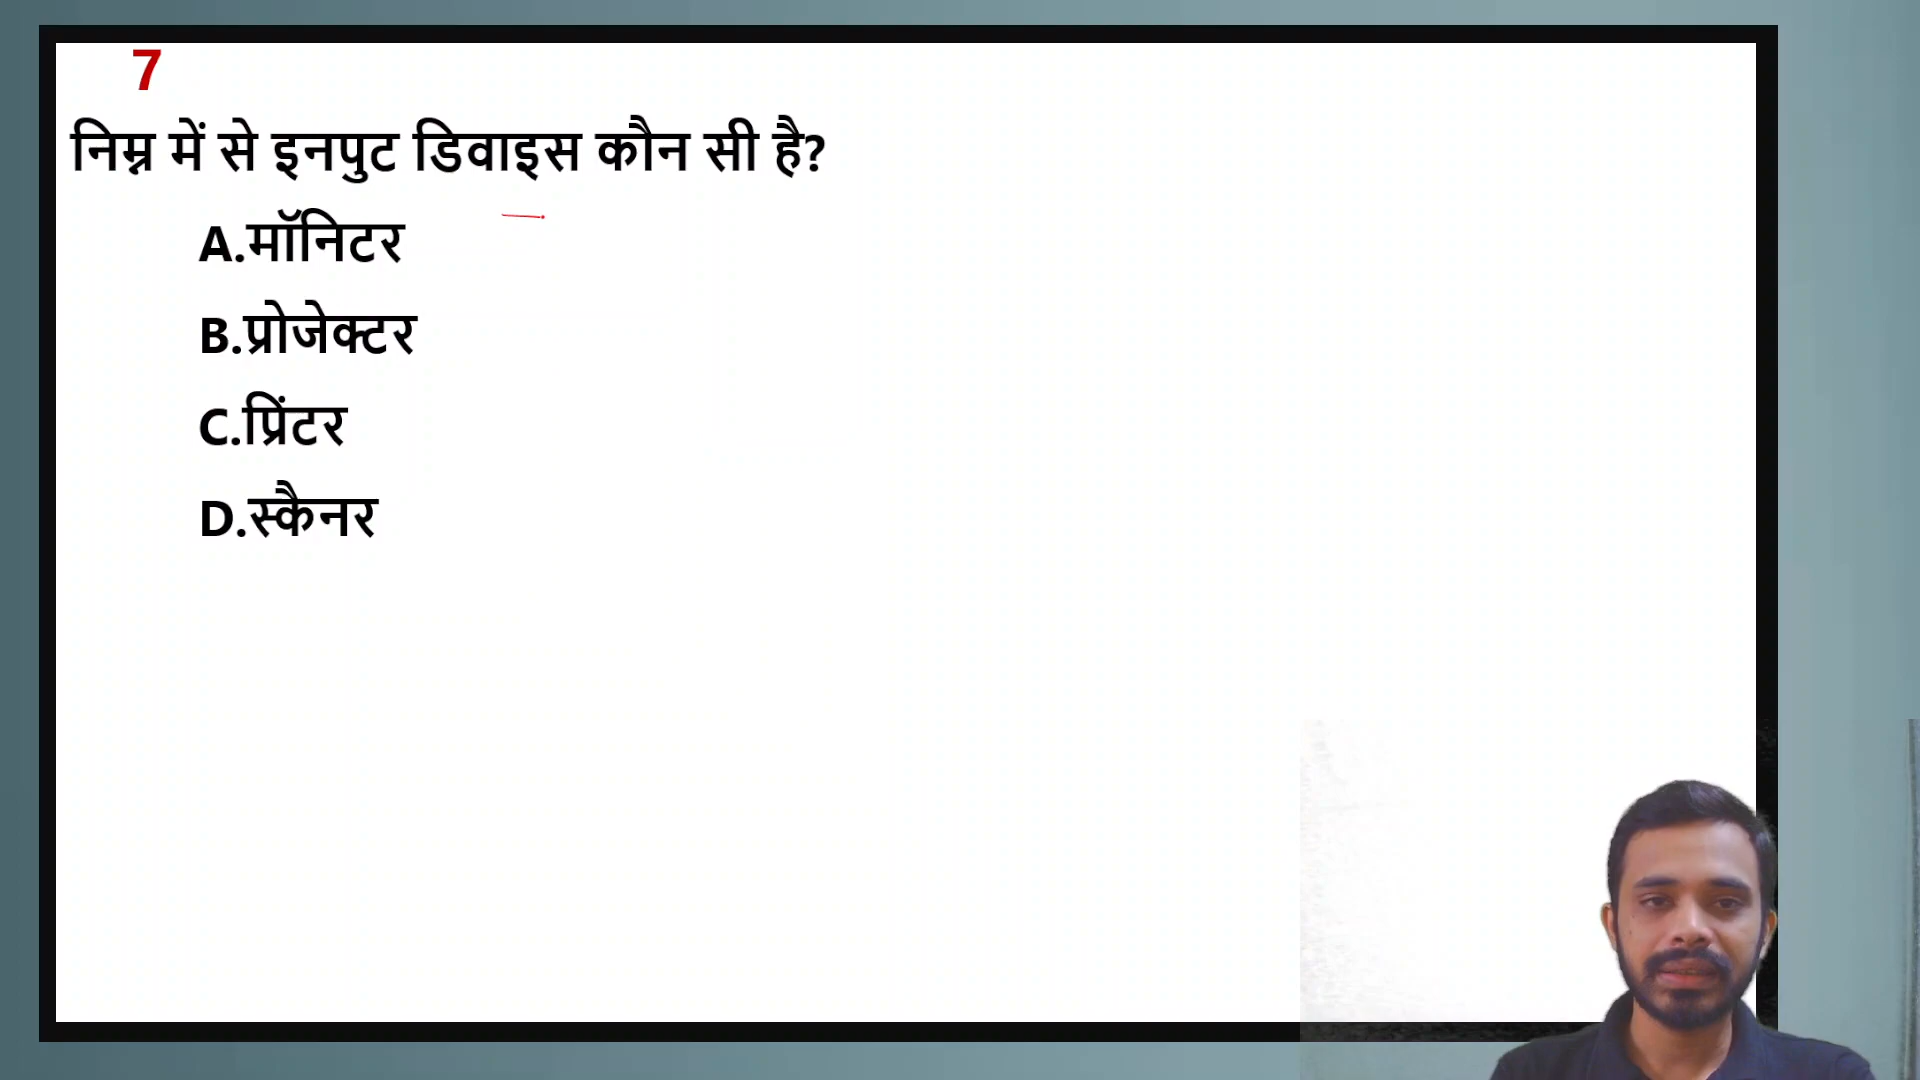 7
निम्न में से इनपुट डिवाइस कौन सी है?
A.मॉनिटर
B.प्रोजेक्टर
C.प्रिंटर
D.स्कैनर